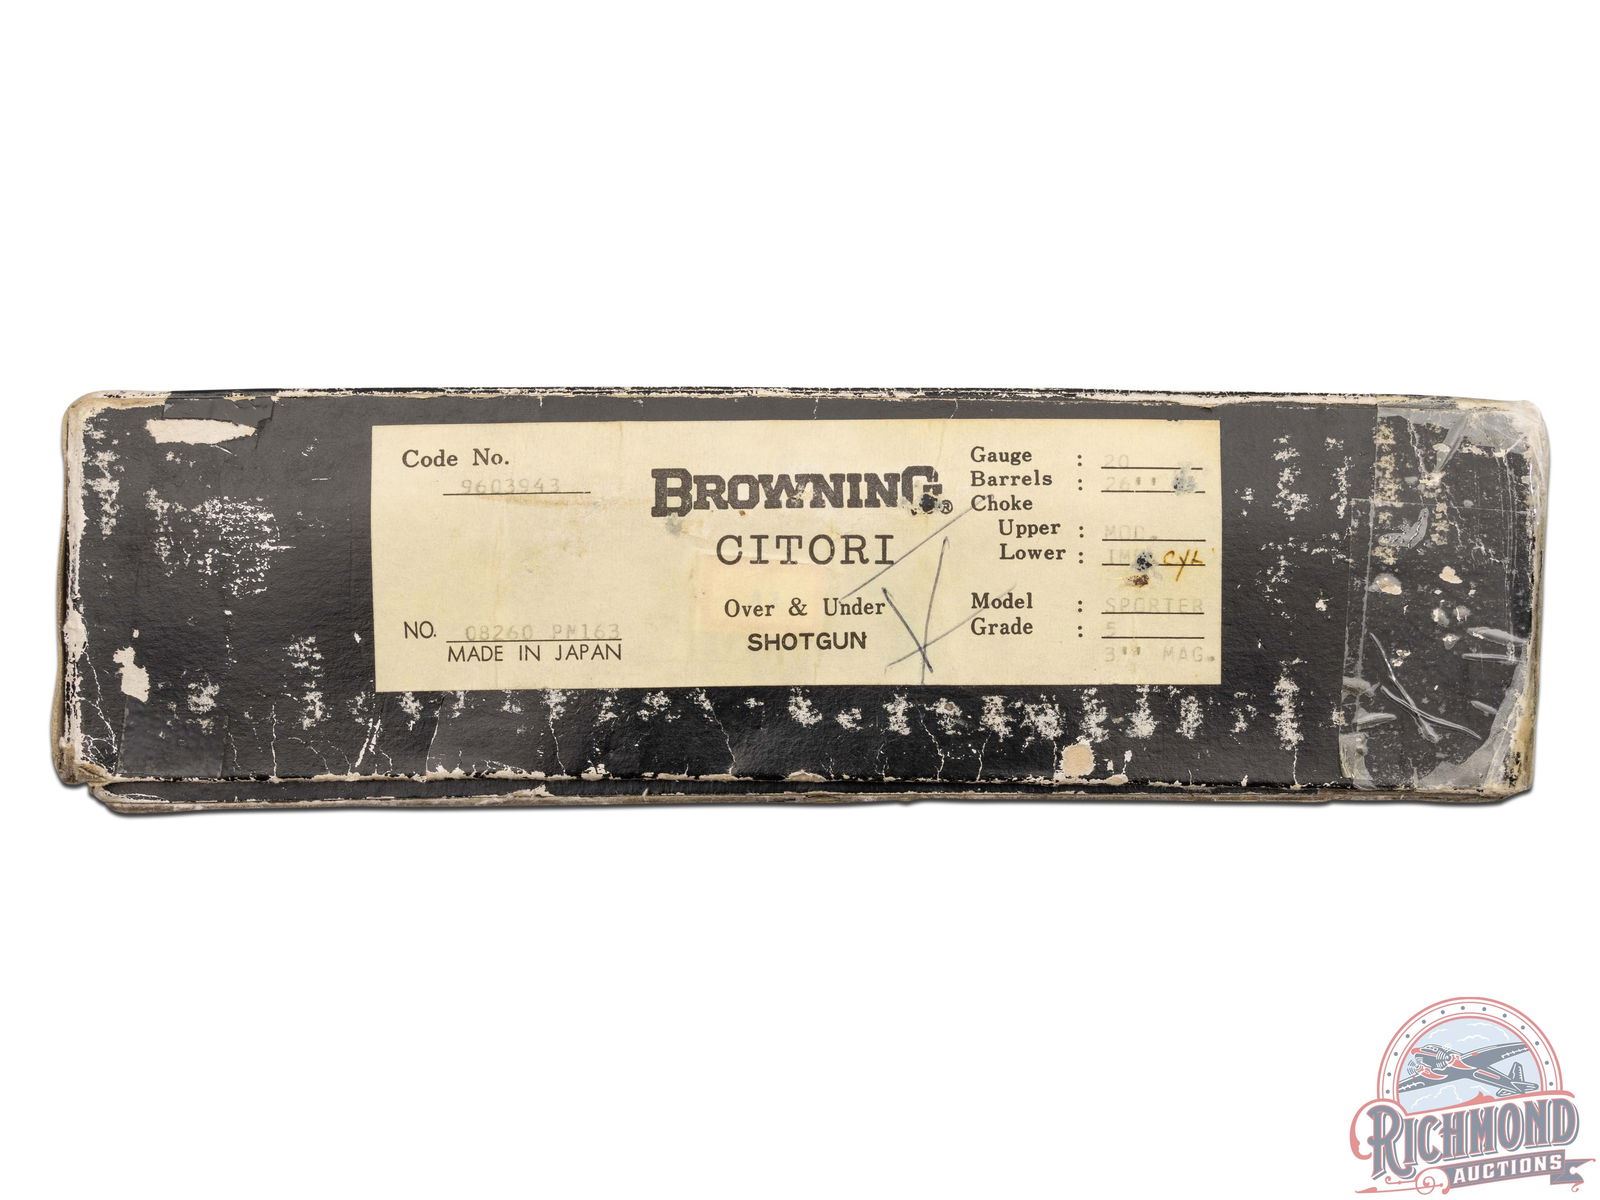 Code No.
9603943
NO. 08260 PM163
MADE IN JAPAN
BROWNING®
CITORI
Over & Under
SHOTGUN
Gauge : 20
Barrels : 26"
Choke
Upper : MOD.
Lower : IMP. CYL
Model : SPORTER
Grade : 5
3" MAG.
RICHMOND
AUCTIONS